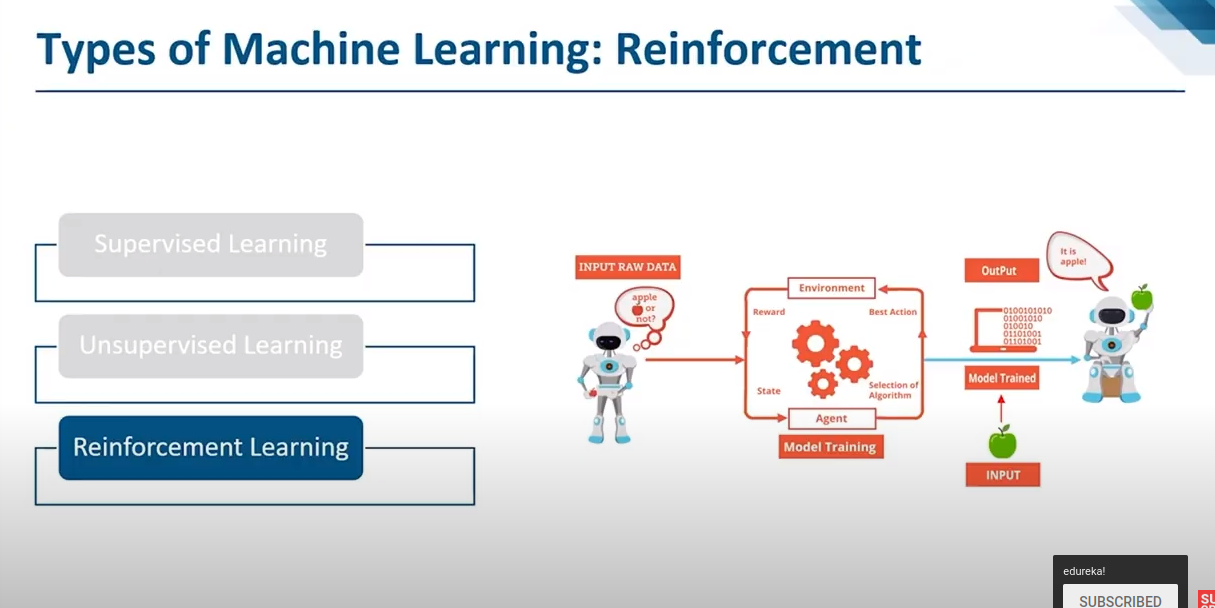 Types of Machine Learning: Reinforcement
Supervised Learning
Unsupervised Learning
Reinforcement Learning
INPUT RAW DATA
apple
or
not?
Environment
Reward
Best Action
State
Selection of
Algorithm
Agent
Model Training
OutPut
It is
apple!
0100101010
01001010
010010
01101001
01101001
Model Trained
INPUT
edureka!
SUBSCRIBED
SU